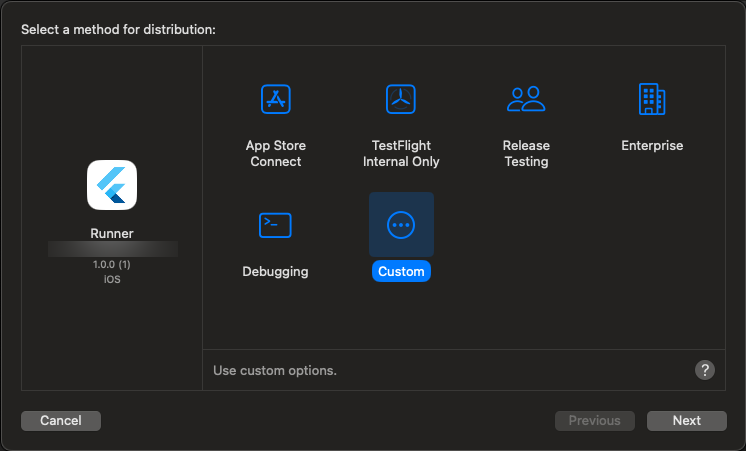 Select a method for distribution:
Runner
1.0.0 (1)
iOS
App Store
Connect
TestFlight
Internal Only
Release
Testing
Enterprise
>_
Debugging
Custom
Use custom options.
?
Cancel
Previous
Next